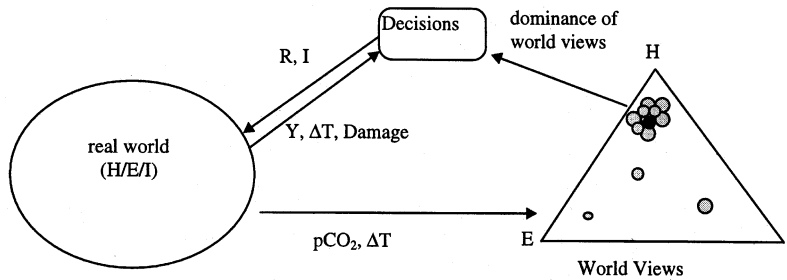 Decisions
dominance of
world views
H
R, I
Y, ΔT, Damage
real world
(H/E/I)
pCO₂, ΔT
E
World Views